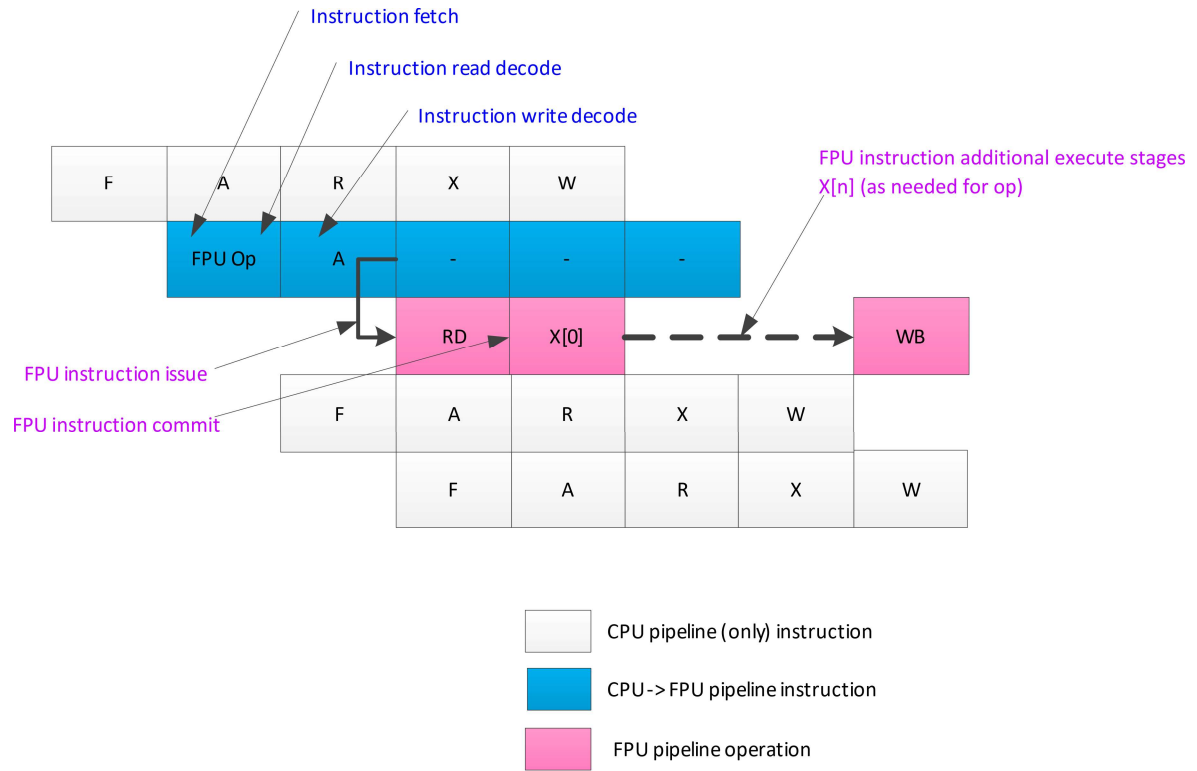 Instruction fetch
Instruction read decode
Instruction write decode
FPU instruction additional execute stages
X[n] (as needed for op)
F A R X W
FPU Op A - - -
RD X[0] WB
FPU instruction issue
FPU instruction commit
F A R X W
F A R X W
CPU pipeline (only) instruction
CPU -> FPU pipeline instruction
FPU pipeline operation